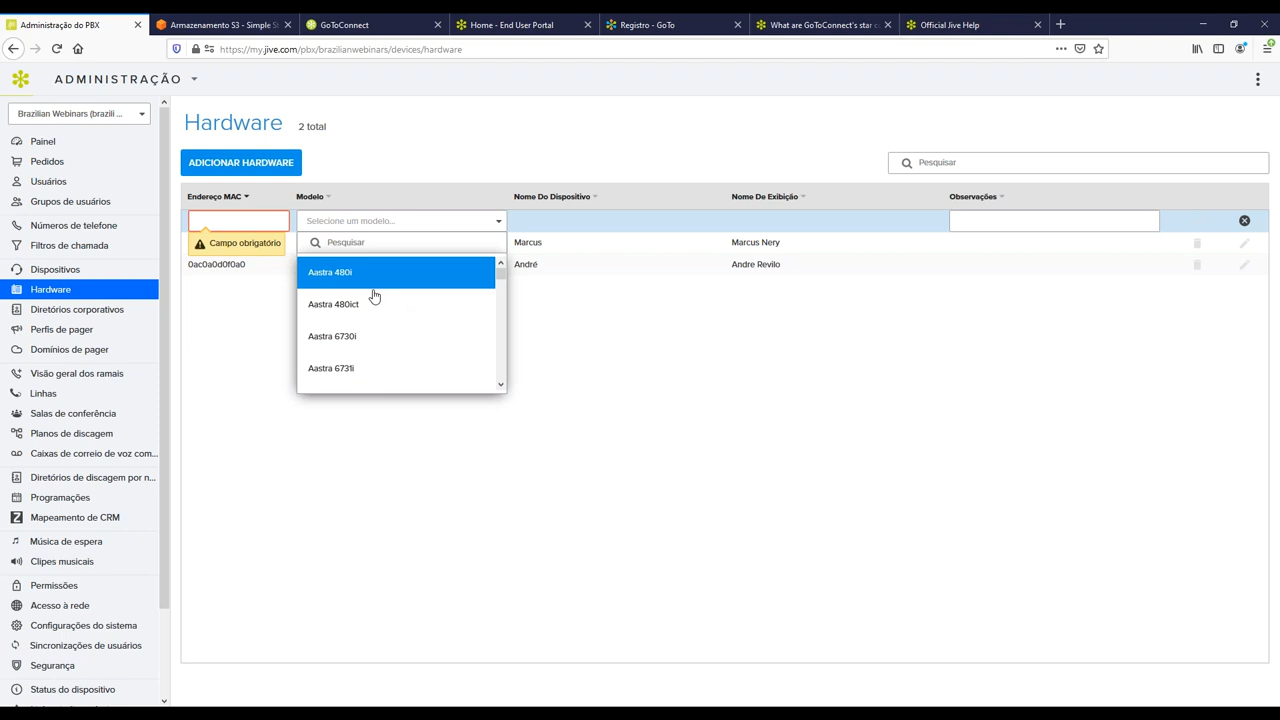 Administração do PBX
Armazenamento S3 - Simple S
GoToConnect
Home - End User Portal
Registro - GoTo
What are GoToConnect's star c
Official Jive Help
https://my.jive.com/pbx/brazilianwebinars/devices/hardware
ADMINISTRAÇÃO
Brazilian Webinars (brazili ...
Painel
Pedidos
Usuários
Grupos de usuários
Números de telefone
Filtros de chamada
Dispositivos
Hardware
Diretórios corporativos
Perfis de pager
Domínios de pager
Visão geral dos ramais
Linhas
Salas de conferência
Planos de discagem
Caixas de correio de voz com...
Diretórios de discagem por n...
Programações
Mapeamento de CRM
Música de espera
Clipes musicais
Permissões
Acesso à rede
Configurações do sistema
Sincronizações de usuários
Segurança
Status do dispositivo
Hardware 2 total
ADICIONAR HARDWARE
Pesquisar
Endereço MAC Modelo Nome Do Dispositivo Nome De Exibição Observações
Selecione um modelo...
Campo obrigatório
Pesquisar
Marcus Marcus Nery
0ac0a0d0f0a0 André Andre Revilo
Aastra 480i
Aastra 480ict
Aastra 6730i
Aastra 6731i